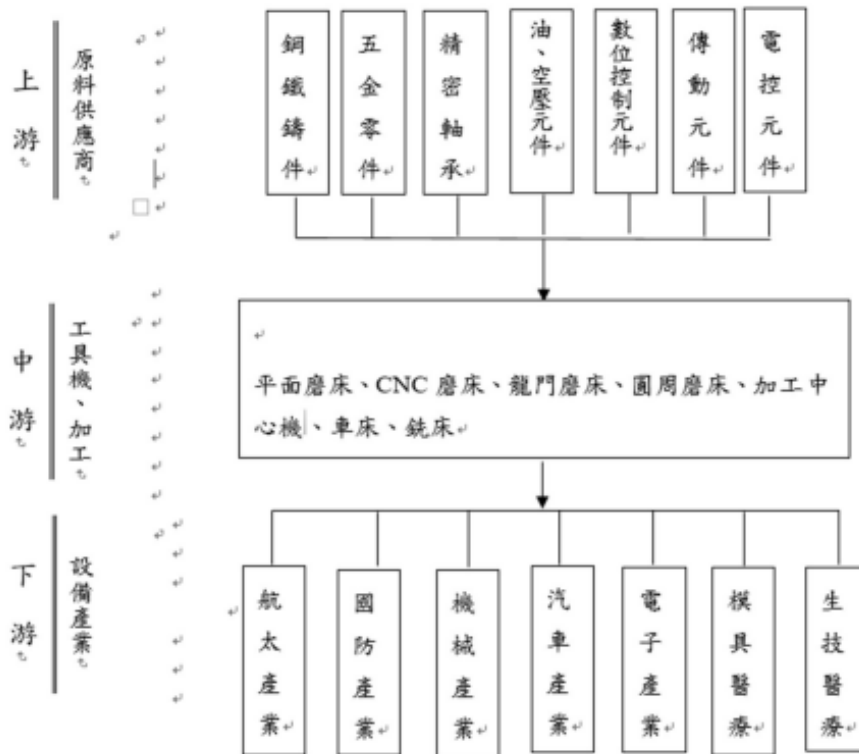 上游
原料供應商
銅鐵鑄件
五金零件
精密軸承
油、空壓元件
數位控制元件
傳動元件
電控元件
中游
工具機、加工
平面磨床、CNC 磨床、龍門磨床、圓周磨床、加工中
心機、車床、銑床
下游
設備產業
航太產業
國防產業
機械產業
汽車產業
電子產業
模具醫療
生技醫療